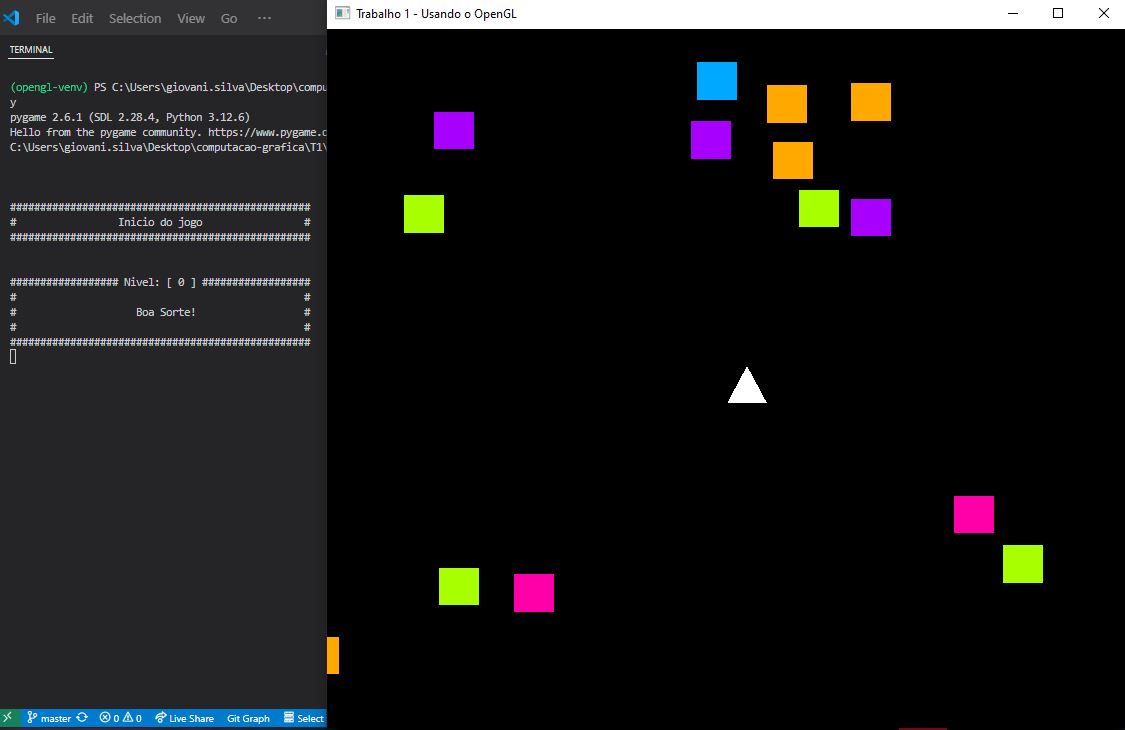 File Edit Selection View Go ···
Trabalho 1 - Usando o OpenGL
TERMINAL
(opengl-venv) PS C:\Users\giovani.silva\Desktop\compu
y
pygame 2.6.1 (SDL 2.28.4, Python 3.12.6)
Hello from the pygame community. https://www.pygame.o
C:\Users\giovani.silva\Desktop\computacao-grafica\T1\
##################################################
# Inicio do jogo #
##################################################
################## Nivel: [ 0 ] ##################
# #
# Boa Sorte! #
# #
##################################################
master 0 0 Live Share Git Graph Select